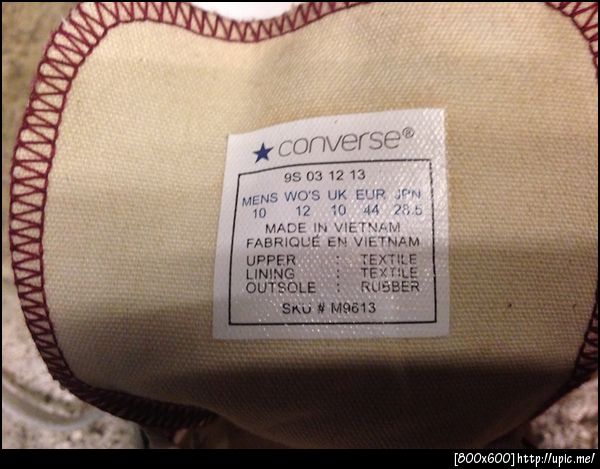 ★ converse®
9S 03 12 13
MENS WO'S UK EUR JPN
10 12 10 44 28.5
MADE IN VIETNAM
FABRIQUÉ EN VIETNAM
UPPER : TEXTILE
LINING : TEXTILE
OUTSOLE : RUBBER
SKU # M9613
[800x600]http://upic.me/